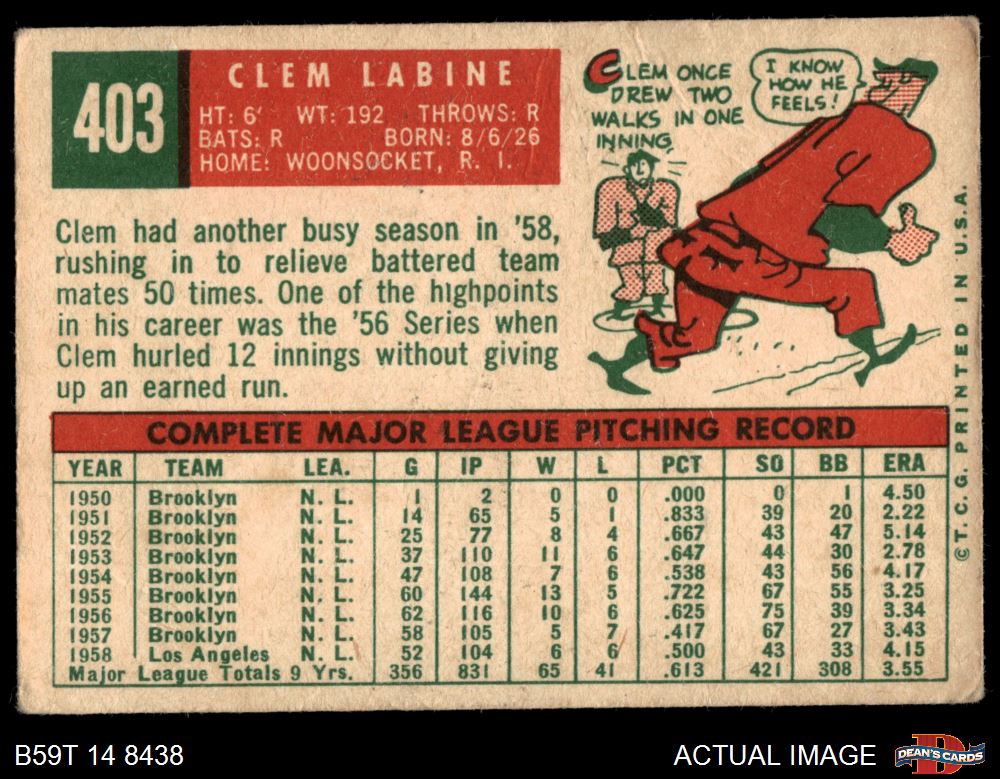 403
CLEM LABINE
HT: 6' WT: 192 THROWS: R
BATS: R BORN: 8/6/26
HOME: WOONSOCKET, R. I.
CLEM ONCE
DREW TWO
WALKS IN ONE
INNING
I KNOW
HOW HE
FEELS!
Clem had another busy season in '58,
rushing in to relieve battered team
mates 50 times. One of the highpoints
in his career was the '56 Series when
Clem hurled 12 innings without giving
up an earned run.
COMPLETE MAJOR LEAGUE PITCHING RECORD
YEAR TEAM LEA. G IP W L PCT SO BB ERA
1950 Brooklyn N. L. 1 2 0 0 .000 0 1 4.50
1951 Brooklyn N. L. 14 65 5 1 .833 39 20 2.22
1952 Brooklyn N. L. 25 77 8 4 .667 43 47 5.14
1953 Brooklyn N. L. 37 110 11 6 .647 44 30 2.78
1954 Brooklyn N. L. 47 108 7 6 .538 43 56 4.17
1955 Brooklyn N. L. 60 144 13 5 .722 67 55 3.25
1956 Brooklyn N. L. 62 116 10 6 .625 75 39 3.34
1957 Brooklyn N. L. 58 105 5 7 .417 67 27 3.43
1958 Los Angeles N. L. 52 104 6 6 .500 43 33 4.15
Major League Totals 9 Yrs. 356 831 65 41 .613 421 308 3.55
© T. C. G. PRINTED IN U.S.A.
B59T 14 8438
ACTUAL IMAGE
DEAN'S CARDS